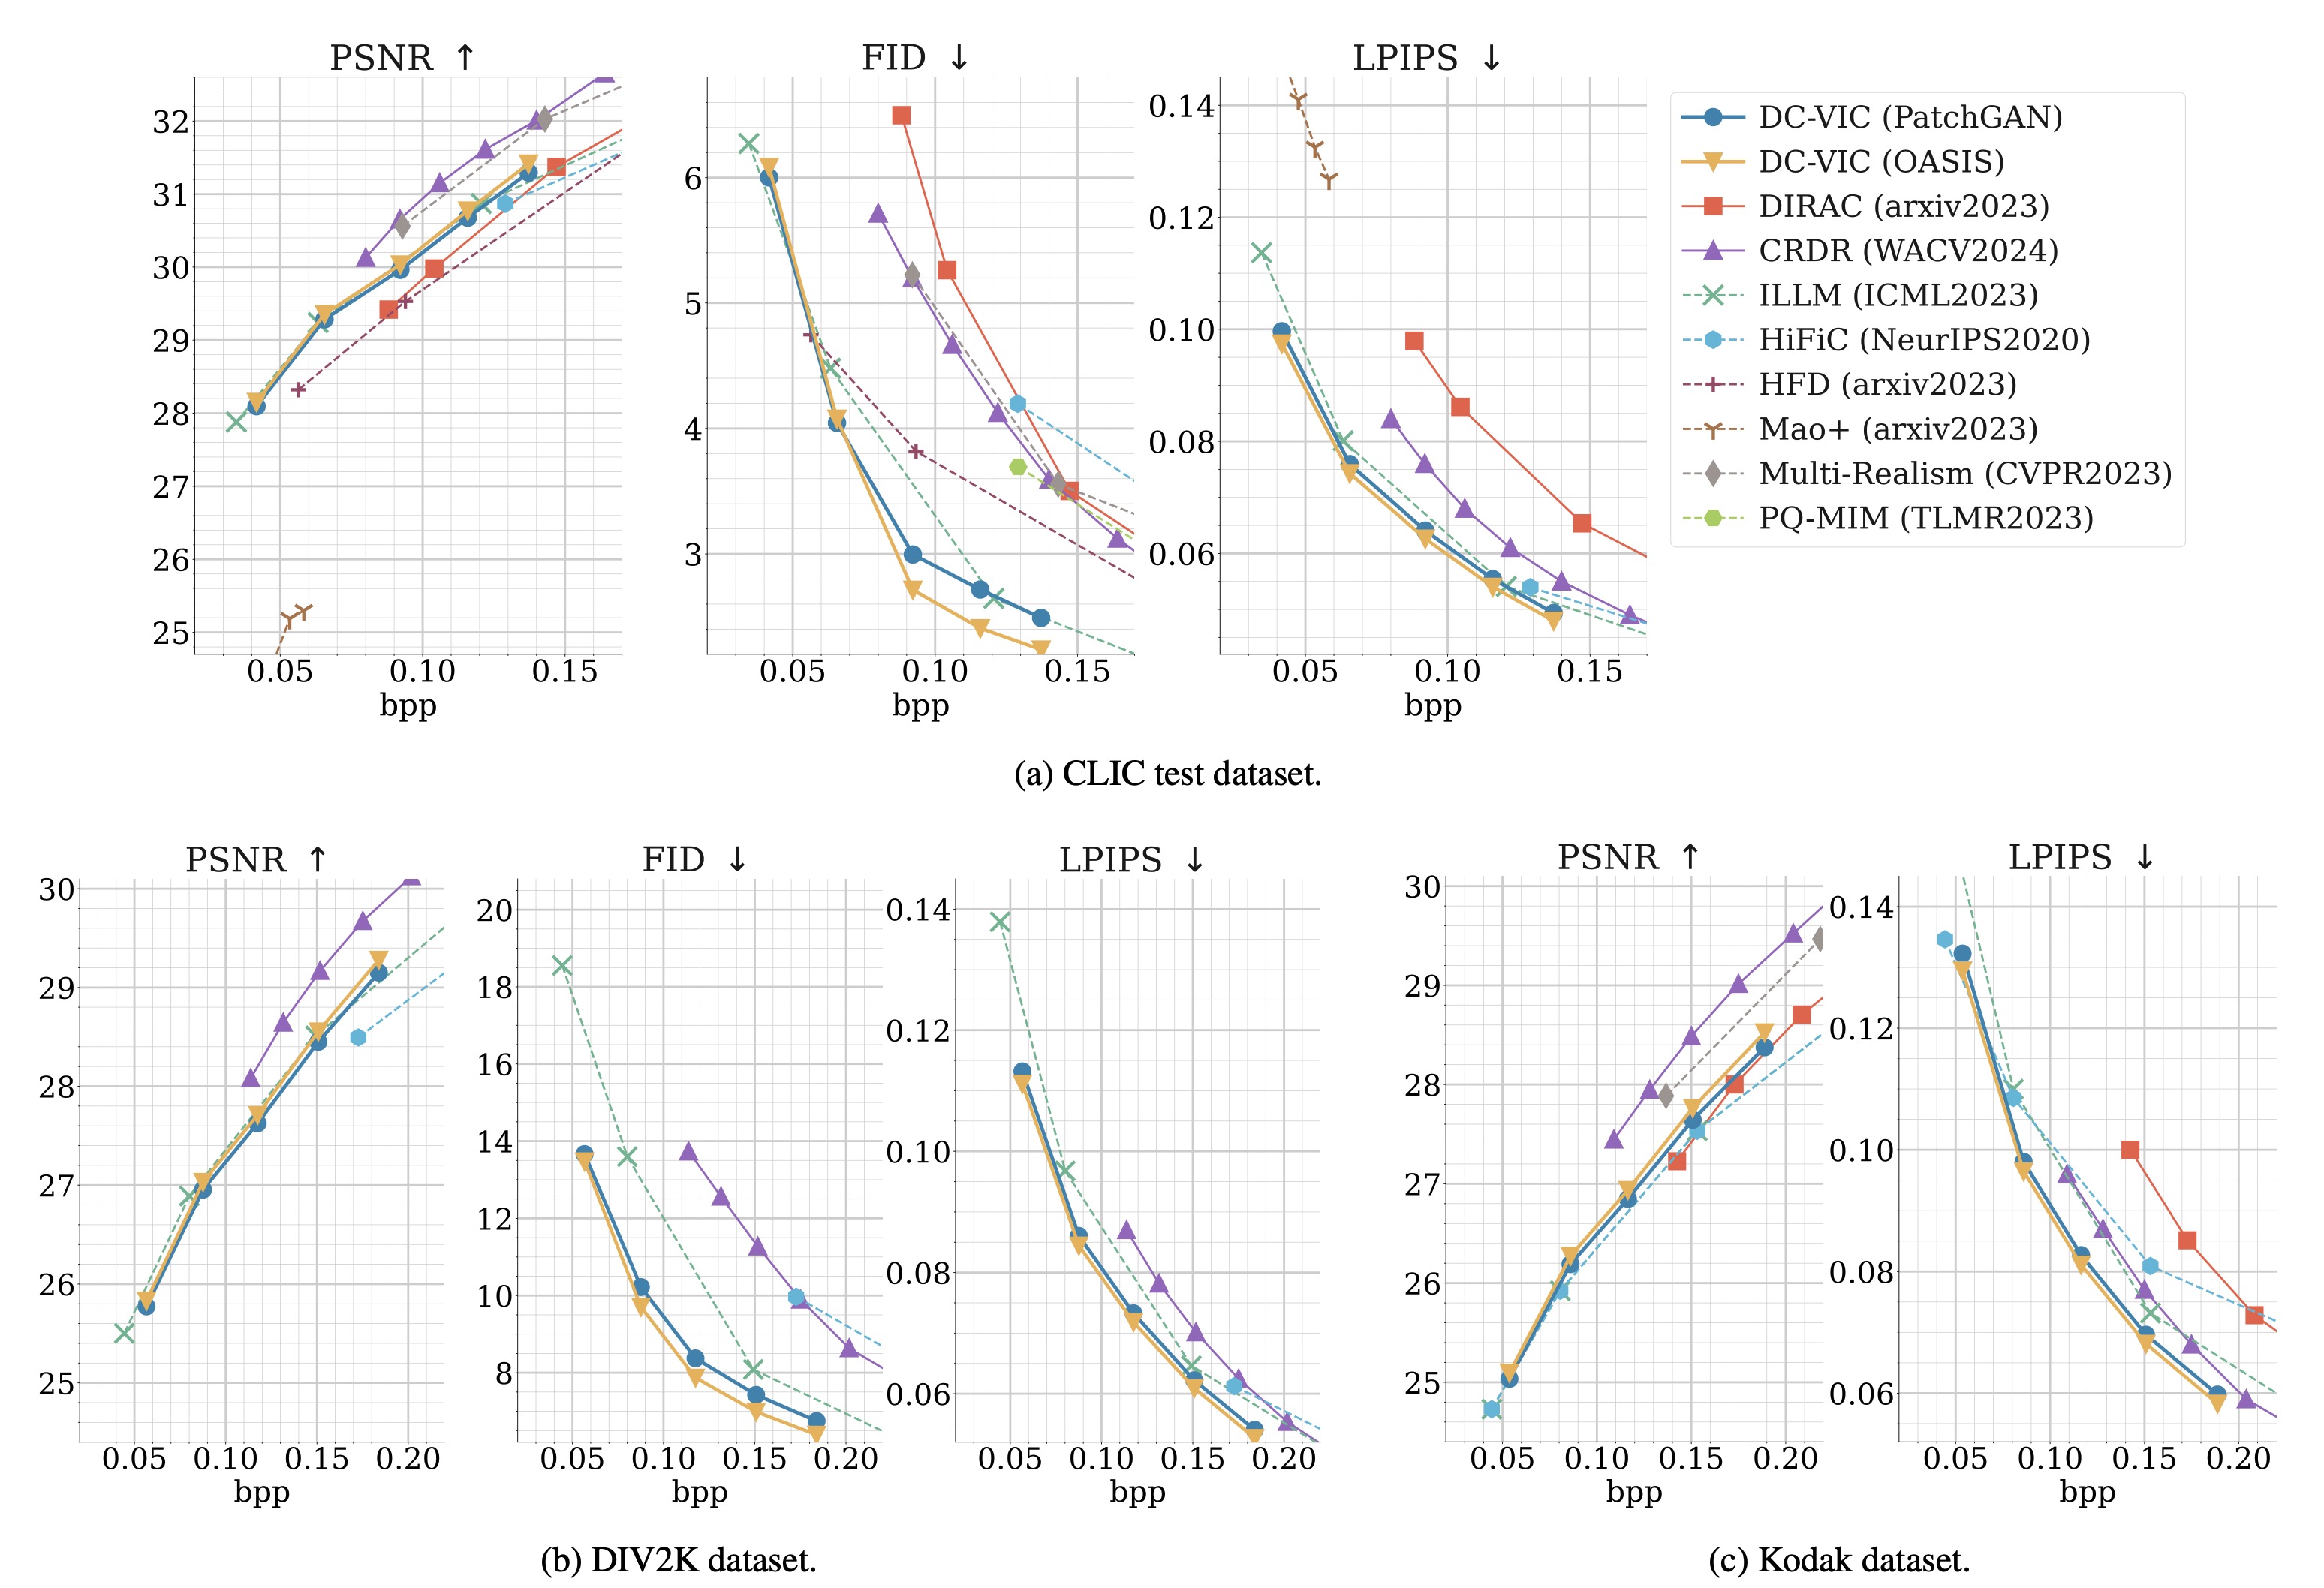 PSNR ↑
FID ↓
LPIPS ↓
32
31
30
29
28
27
26
25
0.05 0.10 0.15
bpp
6
5
4
3
0.05 0.10 0.15
bpp
0.14
0.12
0.10
0.08
0.06
0.05 0.10 0.15
bpp
DC-VIC (PatchGAN)
DC-VIC (OASIS)
DIRAC (arxiv2023)
CRDR (WACV2024)
ILLM (ICML2023)
HiFiC (NeurIPS2020)
HFD (arxiv2023)
Mao+ (arxiv2023)
Multi-Realism (CVPR2023)
PQ-MIM (TLMR2023)
(a) CLIC test dataset.
PSNR ↑
30
29
28
27
26
25
0.05 0.10 0.15 0.20
bpp
FID ↓
20
18
16
14
12
10
8
0.05 0.10 0.15 0.20
bpp
LPIPS ↓
0.14
0.12
0.10
0.08
0.06
0.05 0.10 0.15 0.20
bpp
(b) DIV2K dataset.
PSNR ↑
30
29
28
27
26
25
0.05 0.10 0.15 0.20
bpp
LPIPS ↓
0.14
0.12
0.10
0.08
0.06
0.05 0.10 0.15 0.20
bpp
(c) Kodak dataset.